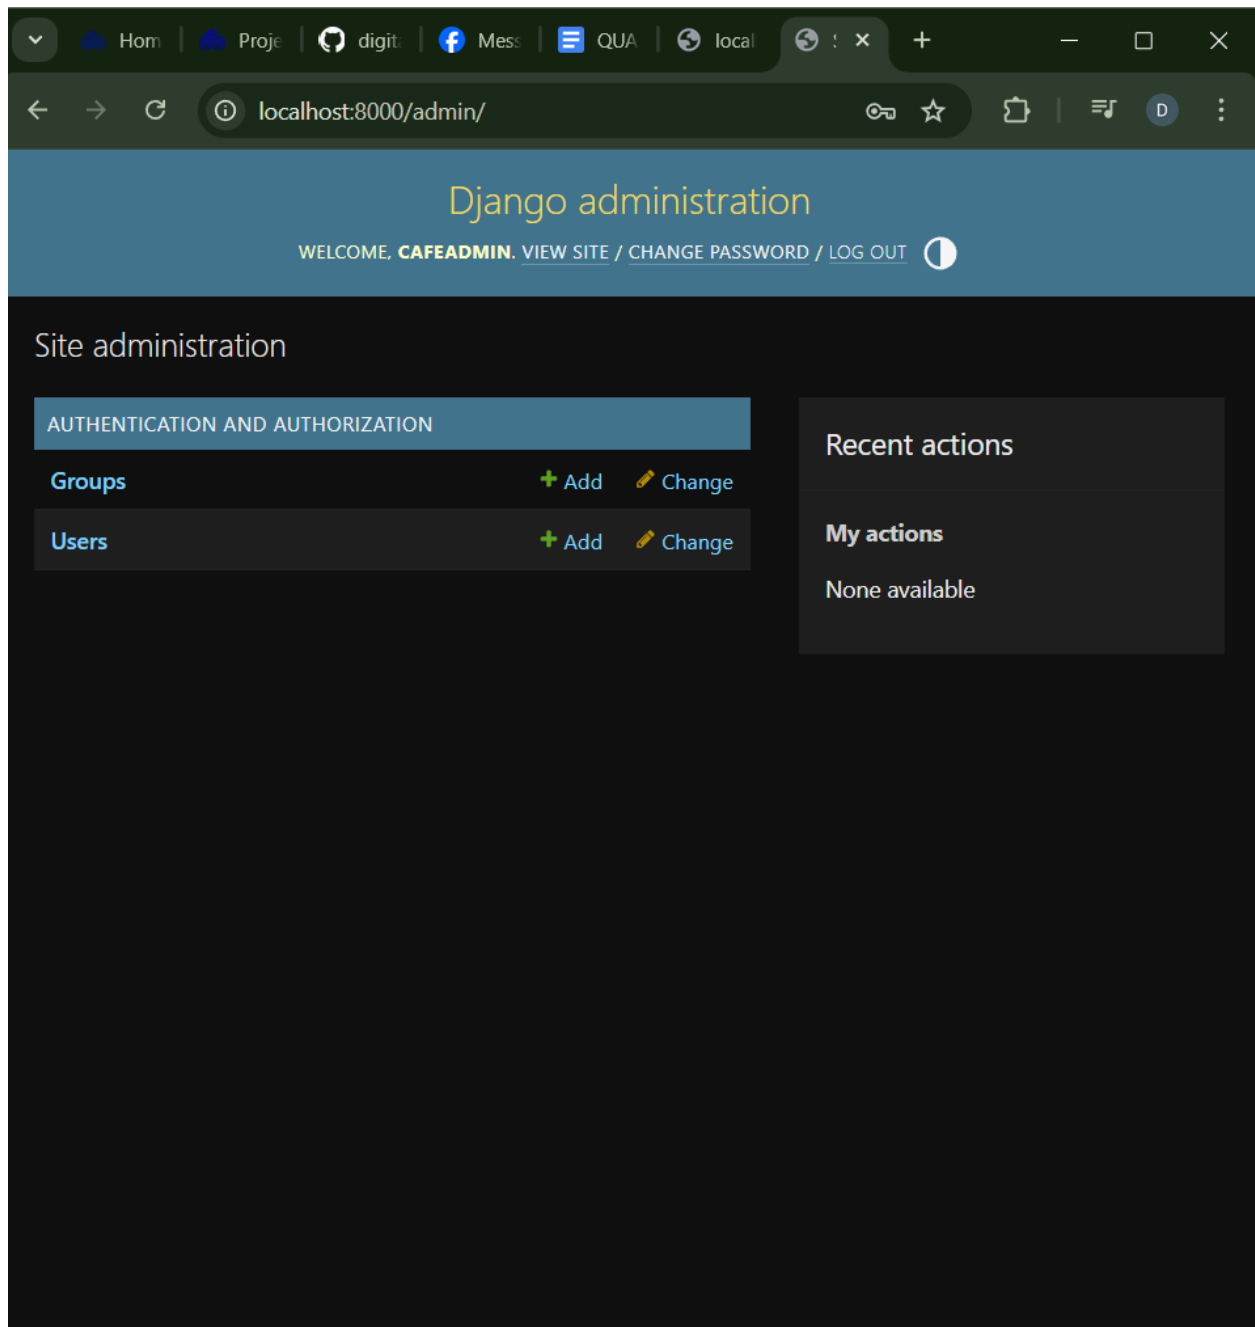 Hom Proje digit Mess QUA local
localhost:8000/admin/ D
Django administration
WELCOME, CAFEADMIN. VIEW SITE / CHANGE PASSWORD / LOG OUT
Site administration
AUTHENTICATION AND AUTHORIZATION
Groups Add Change
Users Add Change
Recent actions
My actions
None available